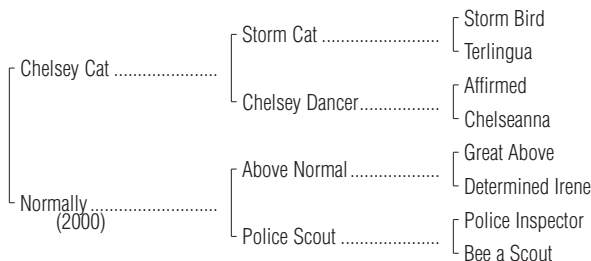 Storm Bird
Storm Cat ........................
Terlingua
Chelsey Cat .....................
Affirmed
Chelsey Dancer................
Chelseanna
Great Above
Above Normal..................
Determined Irene
Normally.........................
(2000)
Police Inspector
Police Scout ....................
Bee a Scout